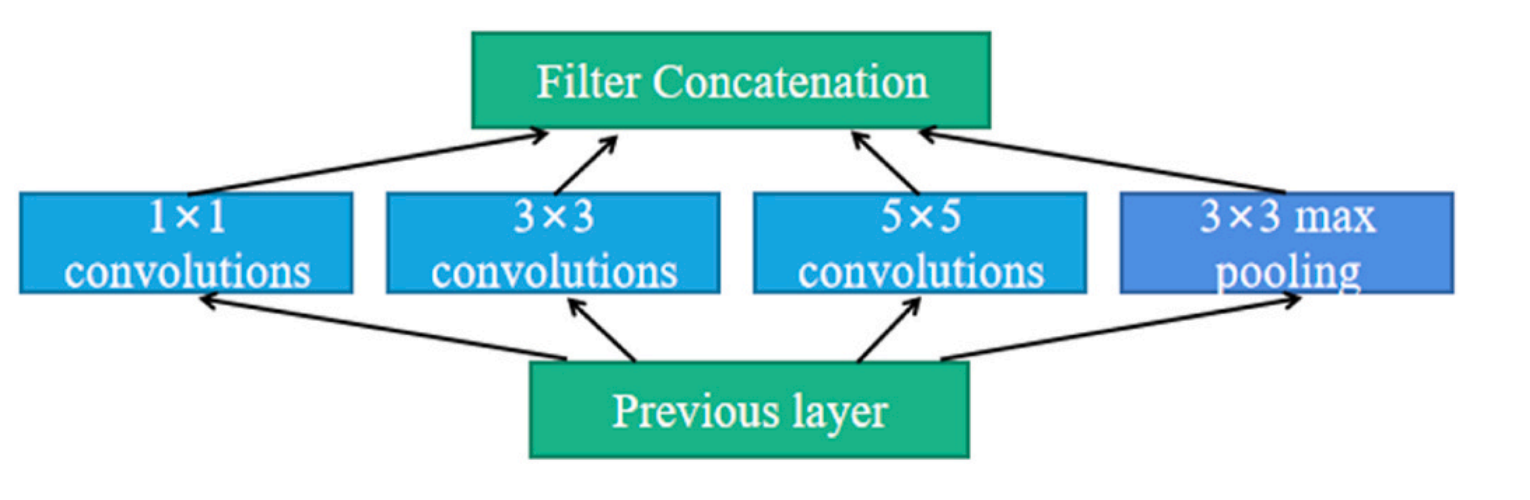 Filter Concatenation
1×1
convolutions
3×3
convolutions
5×5
convolutions
3×3 max
pooling
Previous layer